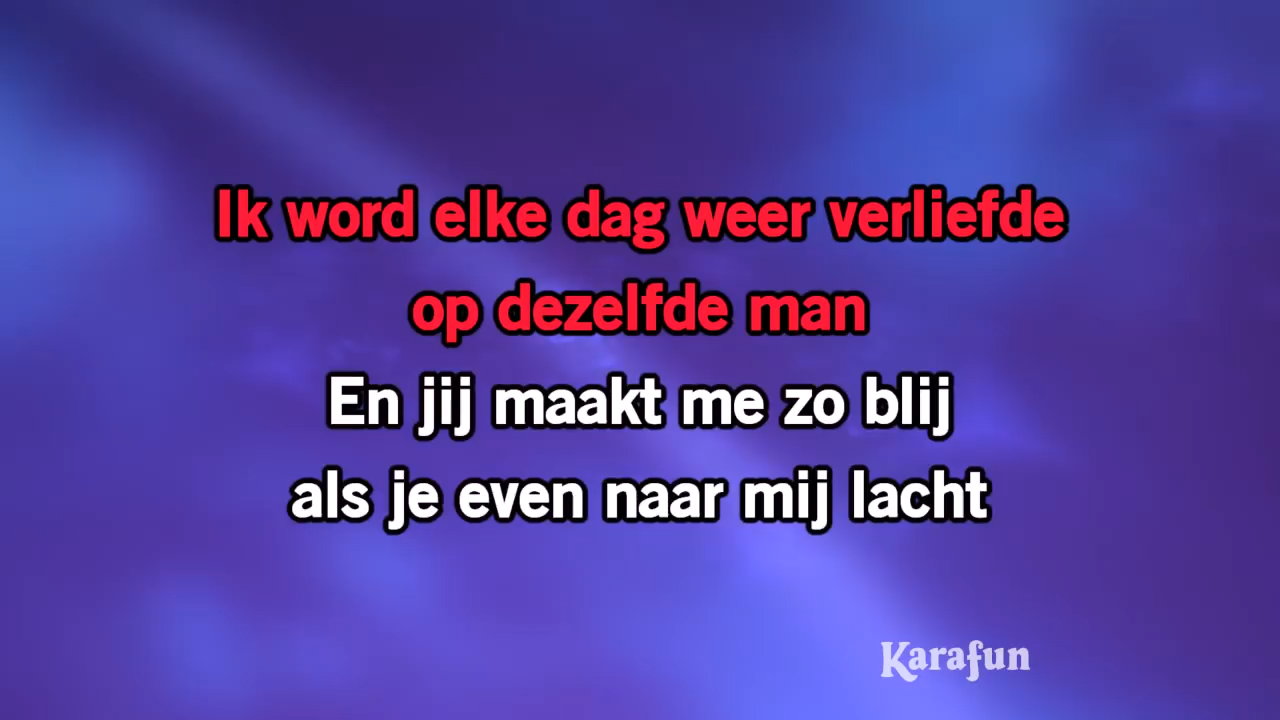 Ik word elke dag weer verliefde
op dezelfde man
En jij maakt me zo blij
als je even naar mij lacht
Karafun